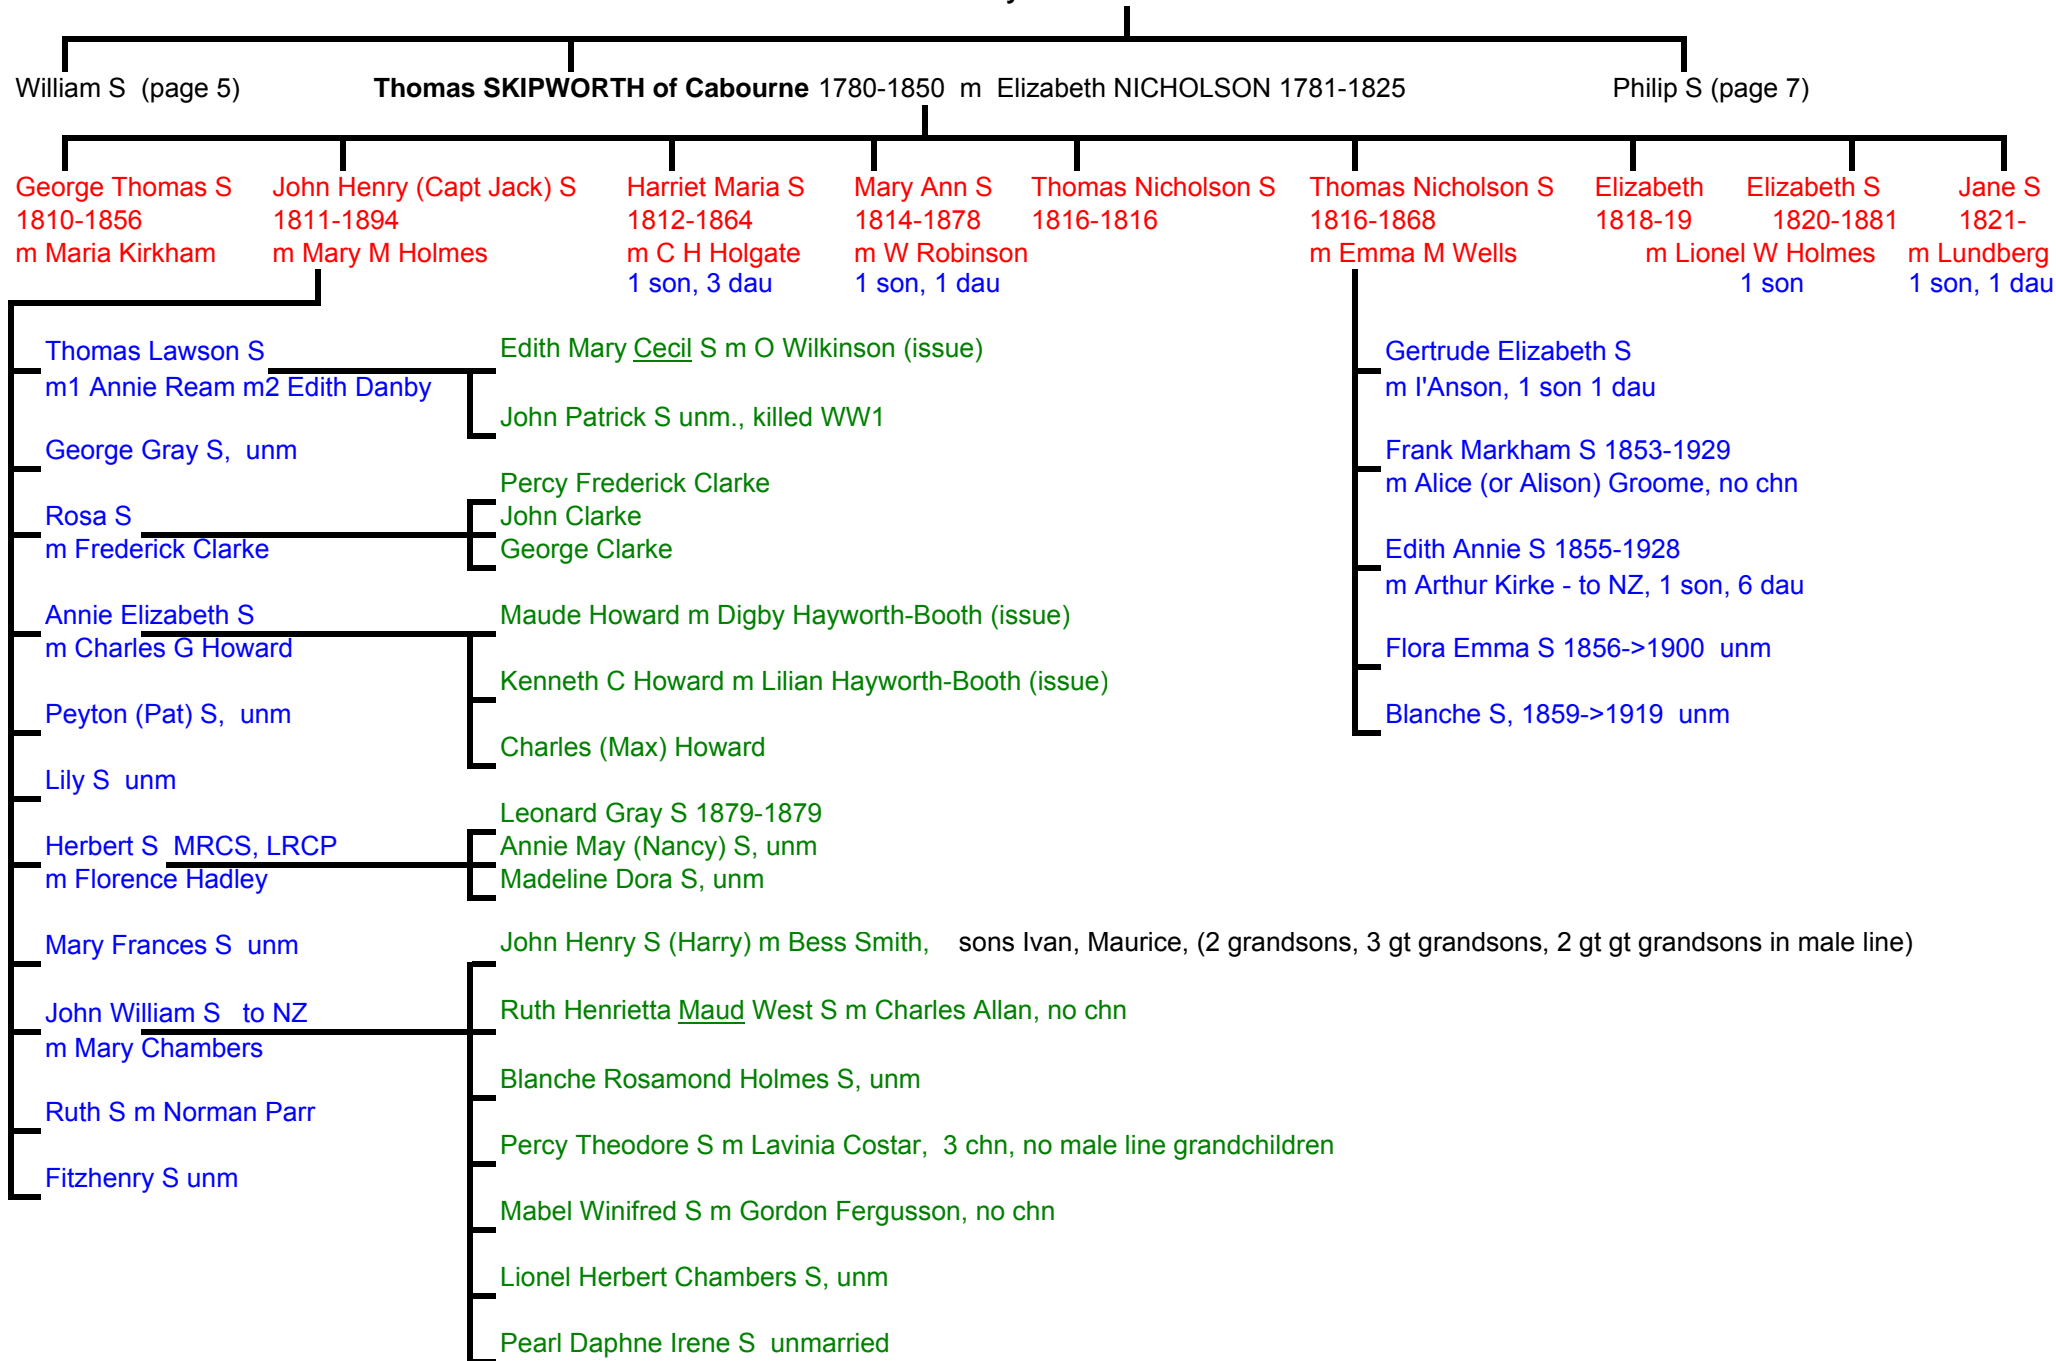 William S (page 5)
Thomas SKIPWORTH of Cabourne 1780-1850 m Elizabeth NICHOLSON 1781-1825
Philip S (page 7)
George Thomas S
1810-1856
m Maria Kirkham
John Henry (Capt Jack) S
1811-1894
m Mary M Holmes
Harriet Maria S
1812-1864
m C H Holgate
1 son, 3 dau
Mary Ann S
1814-1878
m W Robinson
1 son, 1 dau
Thomas Nicholson S
1816-1816
Thomas Nicholson S
1816-1868
m Emma M Wells
Elizabeth
1818-19
Elizabeth S
1820-1881
m Lionel W Holmes
1 son
Jane S
1821-
m Lundberg
1 son, 1 dau
Thomas Lawson S
m1 Annie Ream m2 Edith Danby
George Gray S, unm
Rosa S
m Frederick Clarke
Annie Elizabeth S
m Charles G Howard
Peyton (Pat) S, unm
Lily S unm
Herbert S MRCS, LRCP
m Florence Hadley
Mary Frances S unm
John William S to NZ
m Mary Chambers
Ruth S m Norman Parr
Fitzhenry S unm
Edith Mary Cecil S m O Wilkinson (issue)
John Patrick S unm., killed WW1
Percy Frederick Clarke
John Clarke
George Clarke
Maude Howard m Digby Hayworth-Booth (issue)
Kenneth C Howard m Lilian Hayworth-Booth (issue)
Charles (Max) Howard
Leonard Gray S 1879-1879
Annie May (Nancy) S, unm
Madeline Dora S, unm
John Henry S (Harry) m Bess Smith, sons Ivan, Maurice, (2 grandsons, 3 gt grandsons, 2 gt gt grandsons in male line)
Ruth Henrietta Maud West S m Charles Allan, no chn
Blanche Rosamond Holmes S, unm
Percy Theodore S m Lavinia Costar, 3 chn, no male line grandchildren
Mabel Winifred S m Gordon Fergusson, no chn
Lionel Herbert Chambers S, unm
Pearl Daphne Irene S unmarried
Gertrude Elizabeth S
m I'Anson, 1 son 1 dau
Frank Markham S 1853-1929
m Alice (or Alison) Groome, no chn
Edith Annie S 1855-1928
m Arthur Kirke - to NZ, 1 son, 6 dau
Flora Emma S 1856->1900 unm
Blanche S, 1859->1919 unm